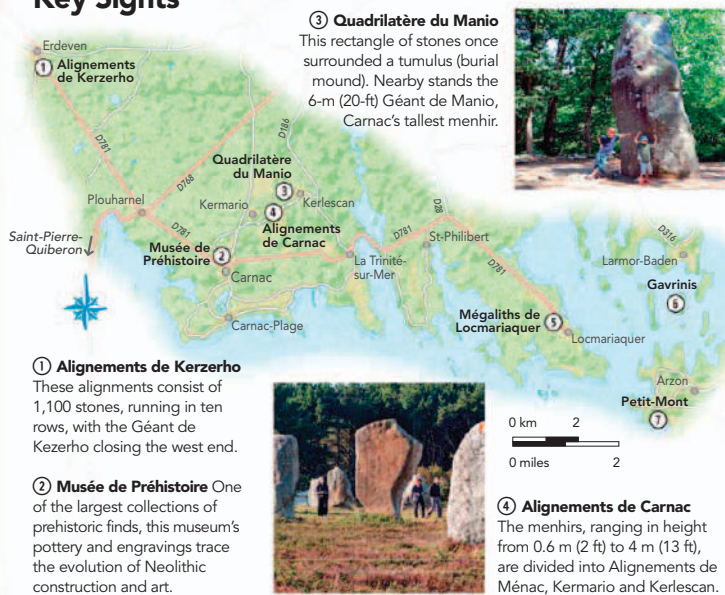 Key Sights
③ Quadrilatère du Manio
This rectangle of stones once
surrounded a tumulus (burial
mound). Nearby stands the
6-m (20-ft) Géant de Manio,
Carnac's tallest menhir.
Erdeven
① Alignements
de Kerzerho
D781
D768
D186
Quadrilatère
du Manio
③
Kerlescan
Kermario
④
Alignements
de Carnac
Plouharnel
D781
Saint-Pierre-
Quiberon
Musée de
Préhistoire
②
Carnac
Carnac-Plage
La Trinité-
sur-Mer
D781
D28
St-Philibert
D781
Mégaliths de
Locmariaquer
⑤
Locmariaquer
D316
Larmor-Baden
Gavrinis
⑥
Arzon
Petit-Mont
⑦
0 km 2
0 miles 2
① Alignements de Kerzerho
These alignments consist of
1,100 stones, running in ten
rows, with the Géant de
Kezerho closing the west end.
② Musée de Préhistoire One
of the largest collections of
prehistoric finds, this museum's
pottery and engravings trace
the evolution of Neolithic
construction and art.
④ Alignements de Carnac
The menhirs, ranging in height
from 0.6 m (2 ft) to 4 m (13 ft),
are divided into Alignements de
Ménac, Kermario and Kerlescan.